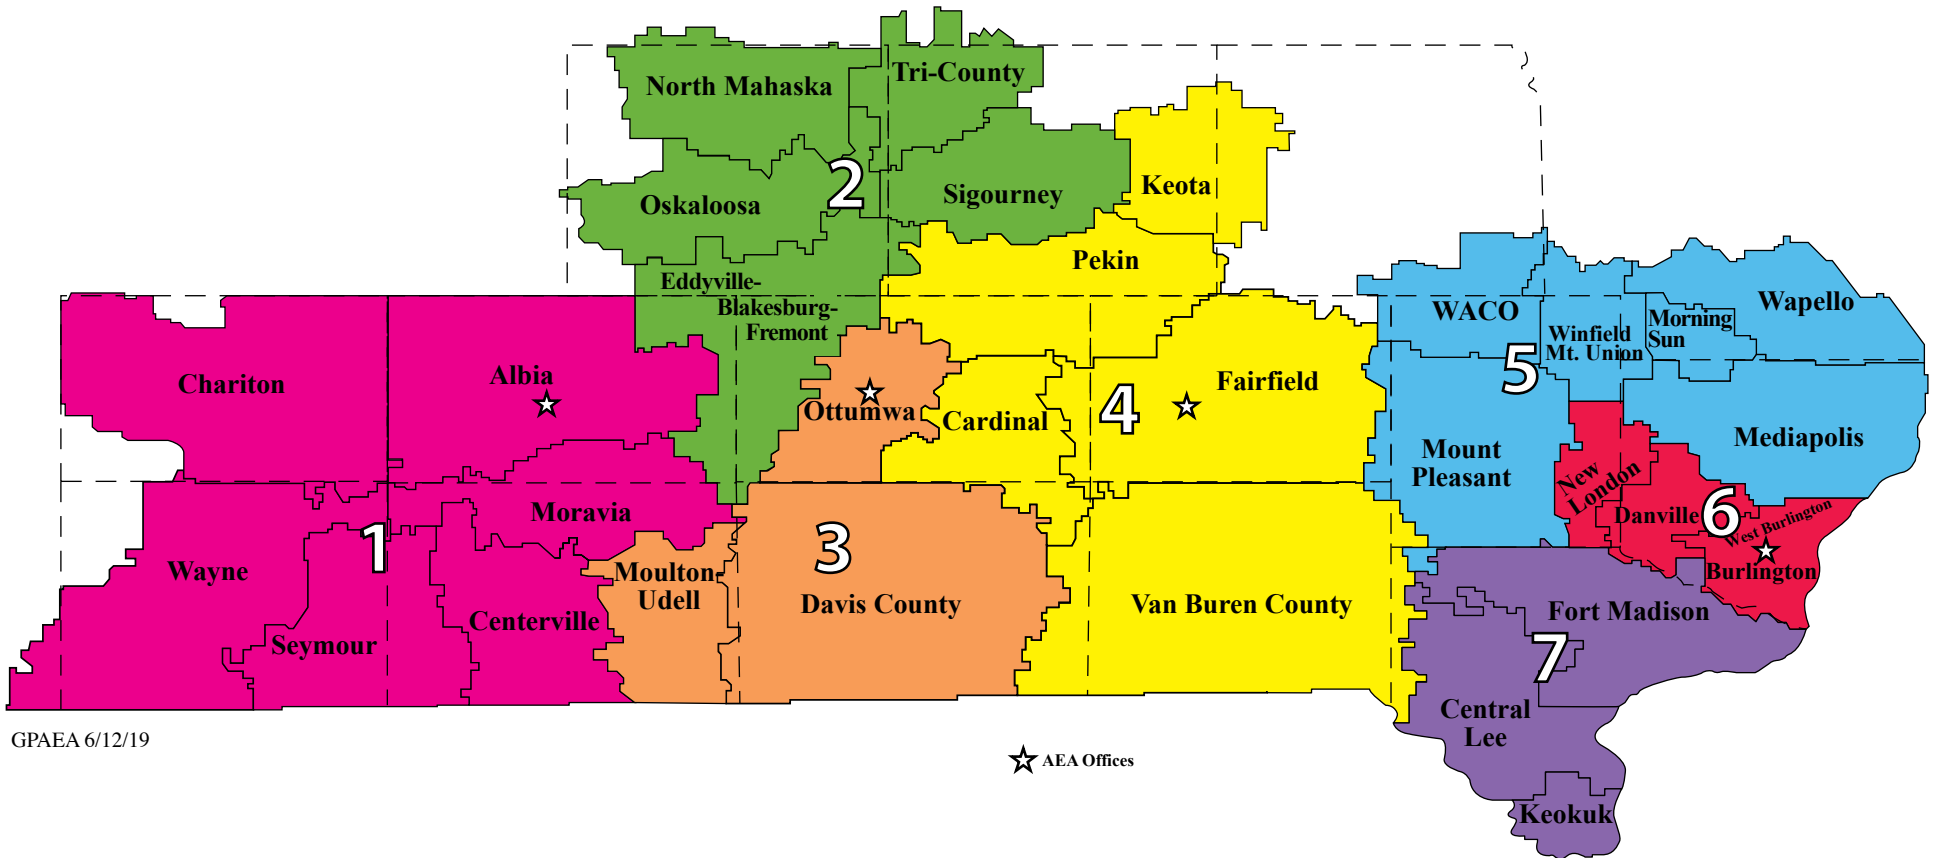 North Mahaska
Tri-County
2
Oskaloosa
Sigourney
Keota
Eddyville-
Blakesburg-
Fremont
Pekin
Chariton
Albia
Ottumwa
Cardinal
4
Fairfield
WACO
5
Winfield
Mt. Union
Morning
Sun
Wapello
Mount
Pleasant
Mediapolis
New
London
Danville
6
West Burlington
Burlington
Moravia
1
Wayne
Seymour
Centerville
Moulton-
Udell
3
Davis County
Van Buren County
Fort Madison
7
Central
Lee
Keokuk
GPAEA 6/12/19
AEA Offices